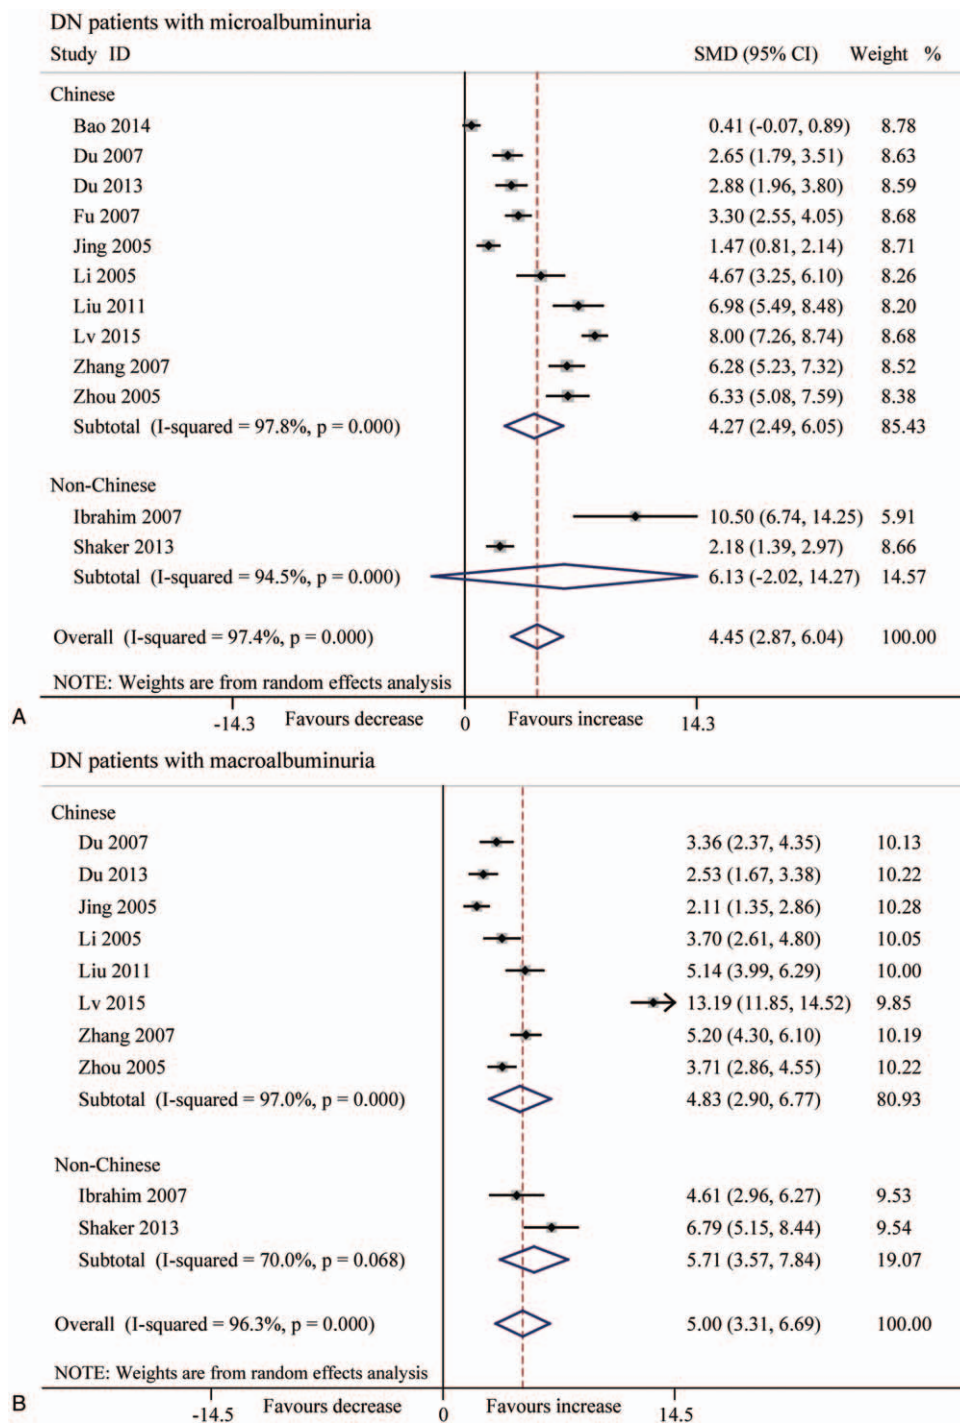 DN patients with microalbuminuria
Study ID SMD (95% CI) Weight %
Chinese
Bao 2014 0.41 (-0.07, 0.89) 8.78
Du 2007 2.65 (1.79, 3.51) 8.63
Du 2013 2.88 (1.96, 3.80) 8.59
Fu 2007 3.30 (2.55, 4.05) 8.68
Jing 2005 1.47 (0.81, 2.14) 8.71
Li 2005 4.67 (3.25, 6.10) 8.26
Liu 2011 6.98 (5.49, 8.48) 8.20
Lv 2015 8.00 (7.26, 8.74) 8.68
Zhang 2007 6.28 (5.23, 7.32) 8.52
Zhou 2005 6.33 (5.08, 7.59) 8.38
Subtotal (I-squared = 97.8%, p = 0.000) 4.27 (2.49, 6.05) 85.43
Non-Chinese
Ibrahim 2007 10.50 (6.74, 14.25) 5.91
Shaker 2013 2.18 (1.39, 2.97) 8.66
Subtotal (I-squared = 94.5%, p = 0.000) 6.13 (-2.02, 14.27) 14.57
Overall (I-squared = 97.4%, p = 0.000) 4.45 (2.87, 6.04) 100.00
NOTE: Weights are from random effects analysis
A -14.3 Favours decrease 0 Favours increase 14.3
DN patients with macroalbuminuria
Chinese
Du 2007 3.36 (2.37, 4.35) 10.13
Du 2013 2.53 (1.67, 3.38) 10.22
Jing 2005 2.11 (1.35, 2.86) 10.28
Li 2005 3.70 (2.61, 4.80) 10.05
Liu 2011 5.14 (3.99, 6.29) 10.00
Lv 2015 13.19 (11.85, 14.52) 9.85
Zhang 2007 5.20 (4.30, 6.10) 10.19
Zhou 2005 3.71 (2.86, 4.55) 10.22
Subtotal (I-squared = 97.0%, p = 0.000) 4.83 (2.90, 6.77) 80.93
Non-Chinese
Ibrahim 2007 4.61 (2.96, 6.27) 9.53
Shaker 2013 6.79 (5.15, 8.44) 9.54
Subtotal (I-squared = 70.0%, p = 0.068) 5.71 (3.57, 7.84) 19.07
Overall (I-squared = 96.3%, p = 0.000) 5.00 (3.31, 6.69) 100.00
NOTE: Weights are from random effects analysis
B -14.5 Favours decrease 0 Favours increase 14.5